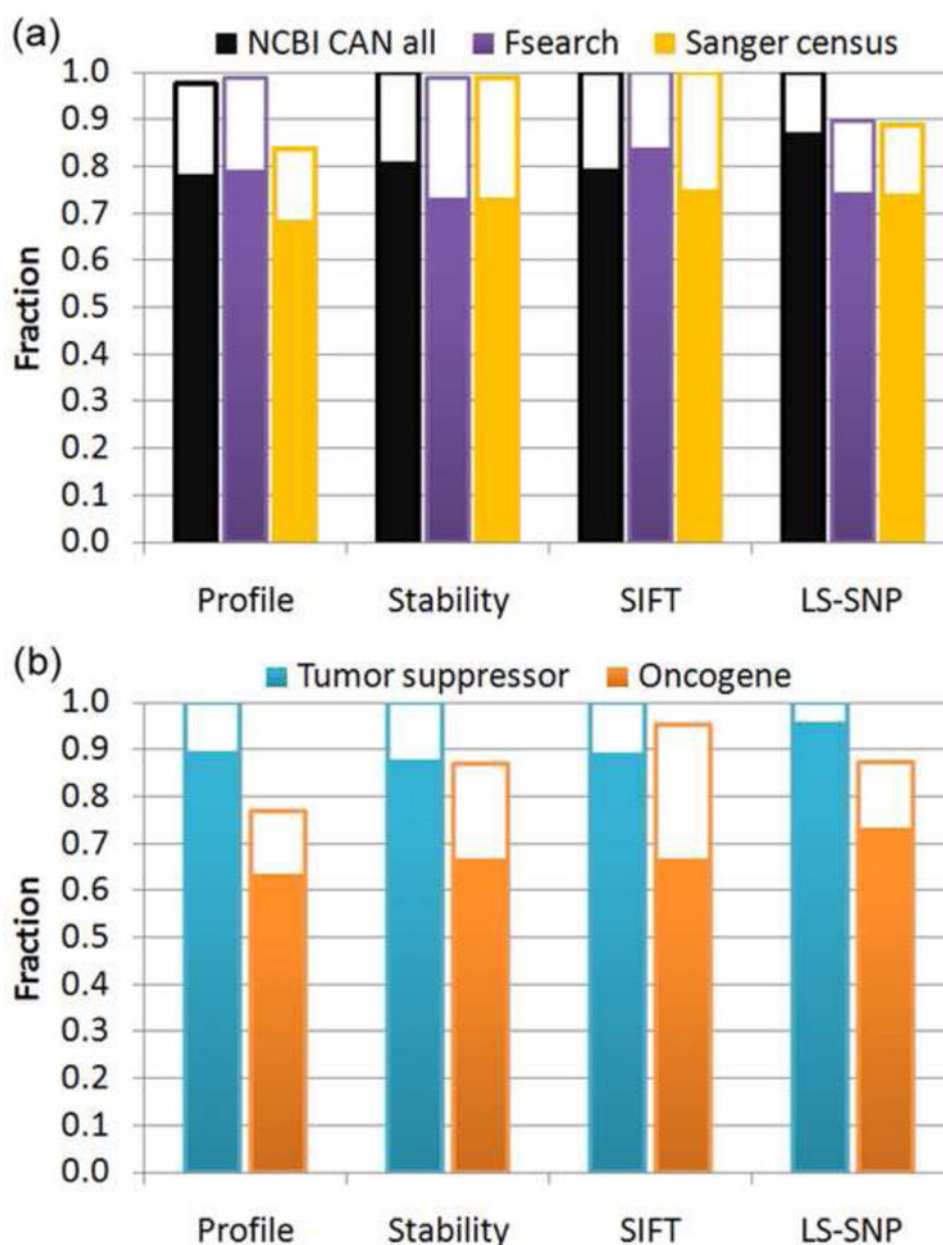 (a)
NCBI CAN all Fsearch Sanger census
1.0
0.9
0.8
0.7
0.6
0.5
0.4
0.3
0.2
0.1
0.0
Fraction
Profile Stability SIFT LS-SNP
(b)
Tumor suppressor Oncogene
1.0
0.9
0.8
0.7
0.6
0.5
0.4
0.3
0.2
0.1
0.0
Fraction
Profile Stability SIFT LS-SNP